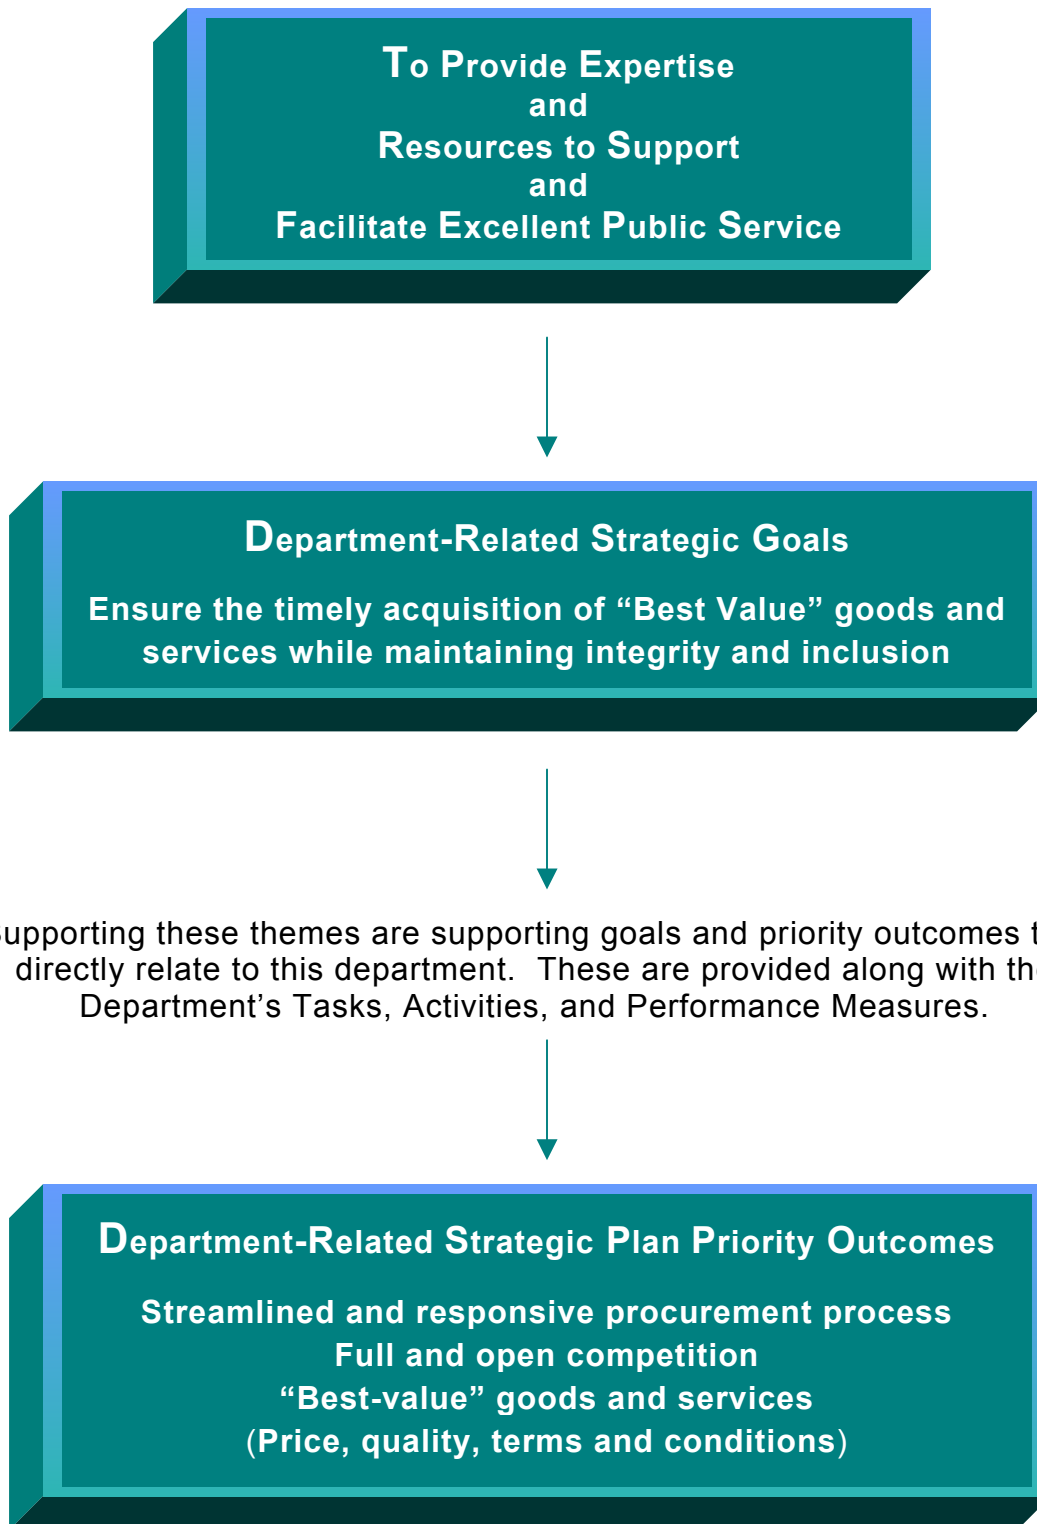 To Provide Expertise
and
Resources to Support
and
Facilitate Excellent Public Service
Department-Related Strategic Goals
Ensure the timely acquisition of “Best Value” goods and
services while maintaining integrity and inclusion
upporting these themes are supporting goals and priority outcomes t
directly relate to this department.  These are provided along with the
Department’s Tasks, Activities, and Performance Measures.
Department-Related Strategic Plan Priority Outcomes
Streamlined and responsive procurement process
Full and open competition
“Best-value” goods and services
(Price, quality, terms and conditions)